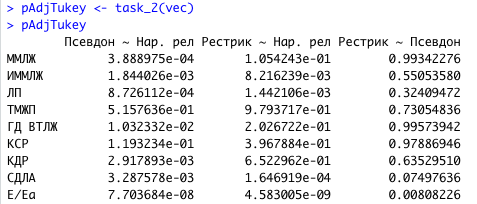 > pAdjTukey <- task_2(vec)
> pAdjTukey
Псевдон ~ Нар. рел Рестрик ~ Нар. рел Рестрик ~ Псевдон
ММЛЖ 3.888975e-04 1.054243e-01 0.99342276
ИММЛЖ 1.844026e-03 8.216239e-03 0.55053580
ЛП 8.726112e-04 1.442106e-03 0.32409472
ТМЖП 5.157636e-01 9.793717e-01 0.73054836
ГД ВТЛЖ 1.032332e-02 2.026722e-01 0.99573942
КСР 1.193234e-01 3.967884e-01 0.97886946
КДР 2.917893e-03 6.522962e-01 0.63529510
СДЛА 3.287578e-03 1.646919e-04 0.07497636
E/Ea 7.703684e-08 4.583005e-09 0.00808226